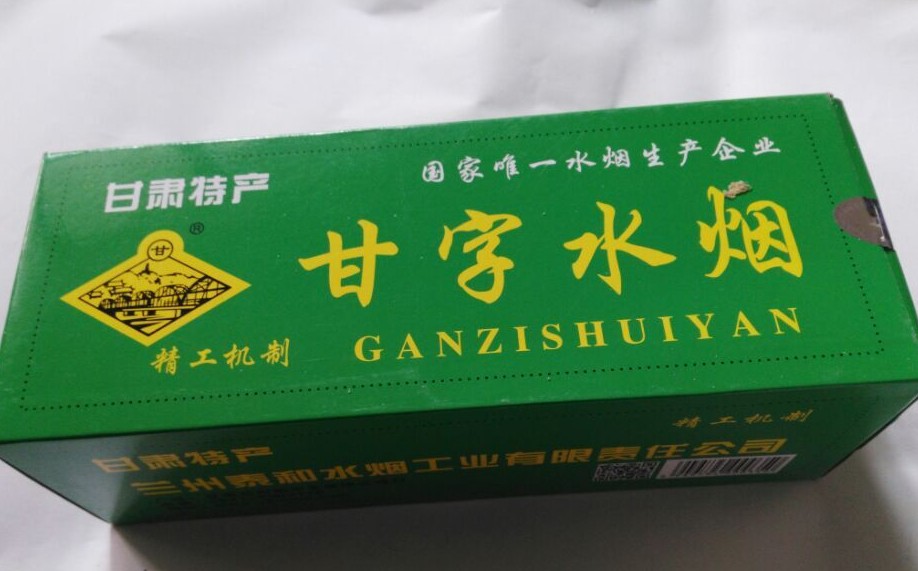 甘肃特产
国家唯一水烟生产企业
甘
®
甘字水烟
精工机制
GANZISHUIYAN
精工机制
甘肃特产
兰州泰和水烟工业有限责任公司